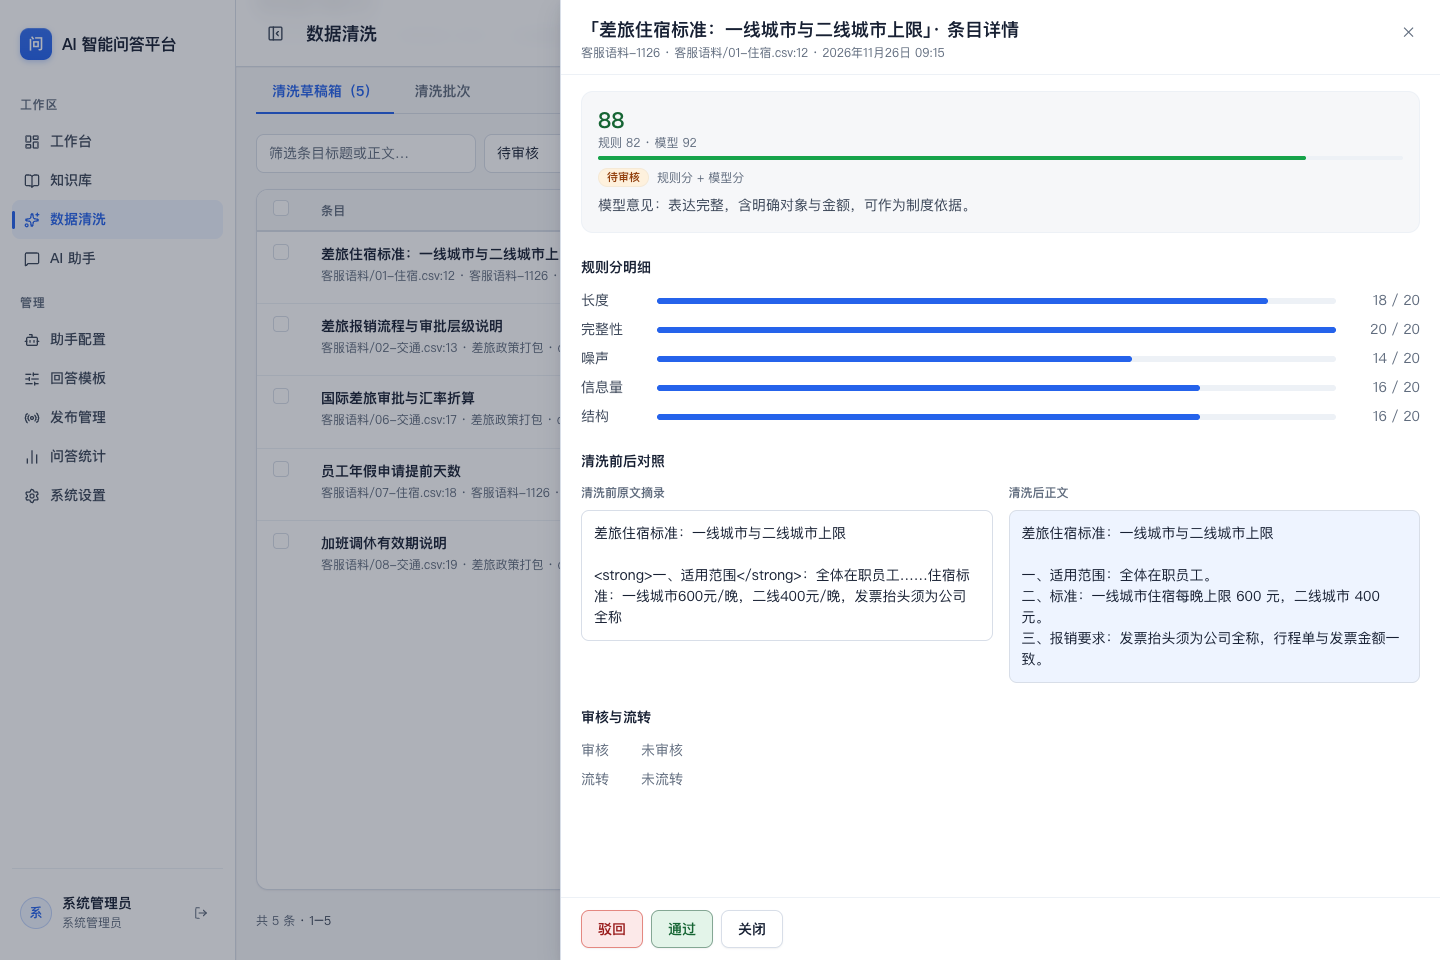 问
AI 智能问答平台
工作区
工作台
知识库
数据清洗
AI 助手
管理
助手配置
回答模板
发布管理
问答统计
系统设置
系
系统管理员
系统管理员
数据清洗
清洗草稿箱（5）
清洗批次
筛选条目标题或正文…
待审核
条目
差旅住宿标准：一线城市与二线城市上
客服语料/01-住宿.csv:12 · 客服语料-1126 ·
差旅报销流程与审批层级说明
客服语料/02-交通.csv:13 · 差旅政策打包 ·
国际差旅审批与汇率折算
客服语料/06-交通.csv:17 · 差旅政策打包 ·
员工年假申请提前天数
客服语料/07-住宿.csv:18 · 客服语料-1126 ·
加班调休有效期说明
客服语料/08-交通.csv:19 · 差旅政策打包 ·
共 5 条 · 1—5
「差旅住宿标准：一线城市与二线城市上限」· 条目详情
客服语料-1126 · 客服语料/01-住宿.csv:12 · 2026年11月26日 09:15
88
规则 82 · 模型 92
待审核 规则分 + 模型分
模型意见：表达完整，含明确对象与金额，可作为制度依据。
规则分明细
长度 18 / 20
完整性 20 / 20
噪声 14 / 20
信息量 16 / 20
结构 16 / 20
清洗前后对照
清洗前原文摘录
差旅住宿标准：一线城市与二线城市上限
<strong>一、适用范围</strong>：全体在职员工……住宿标
准：一线城市600元/晚，二线400元/晚，发票抬头须为公司
全称
清洗后正文
差旅住宿标准：一线城市与二线城市上限
一、适用范围：全体在职员工。
二、标准：一线城市住宿每晚上限 600 元，二线城市 400
元。
三、报销要求：发票抬头须为公司全称，行程单与发票金额一
致。
审核与流转
审核 未审核
流转 未流转
驳回
通过
关闭